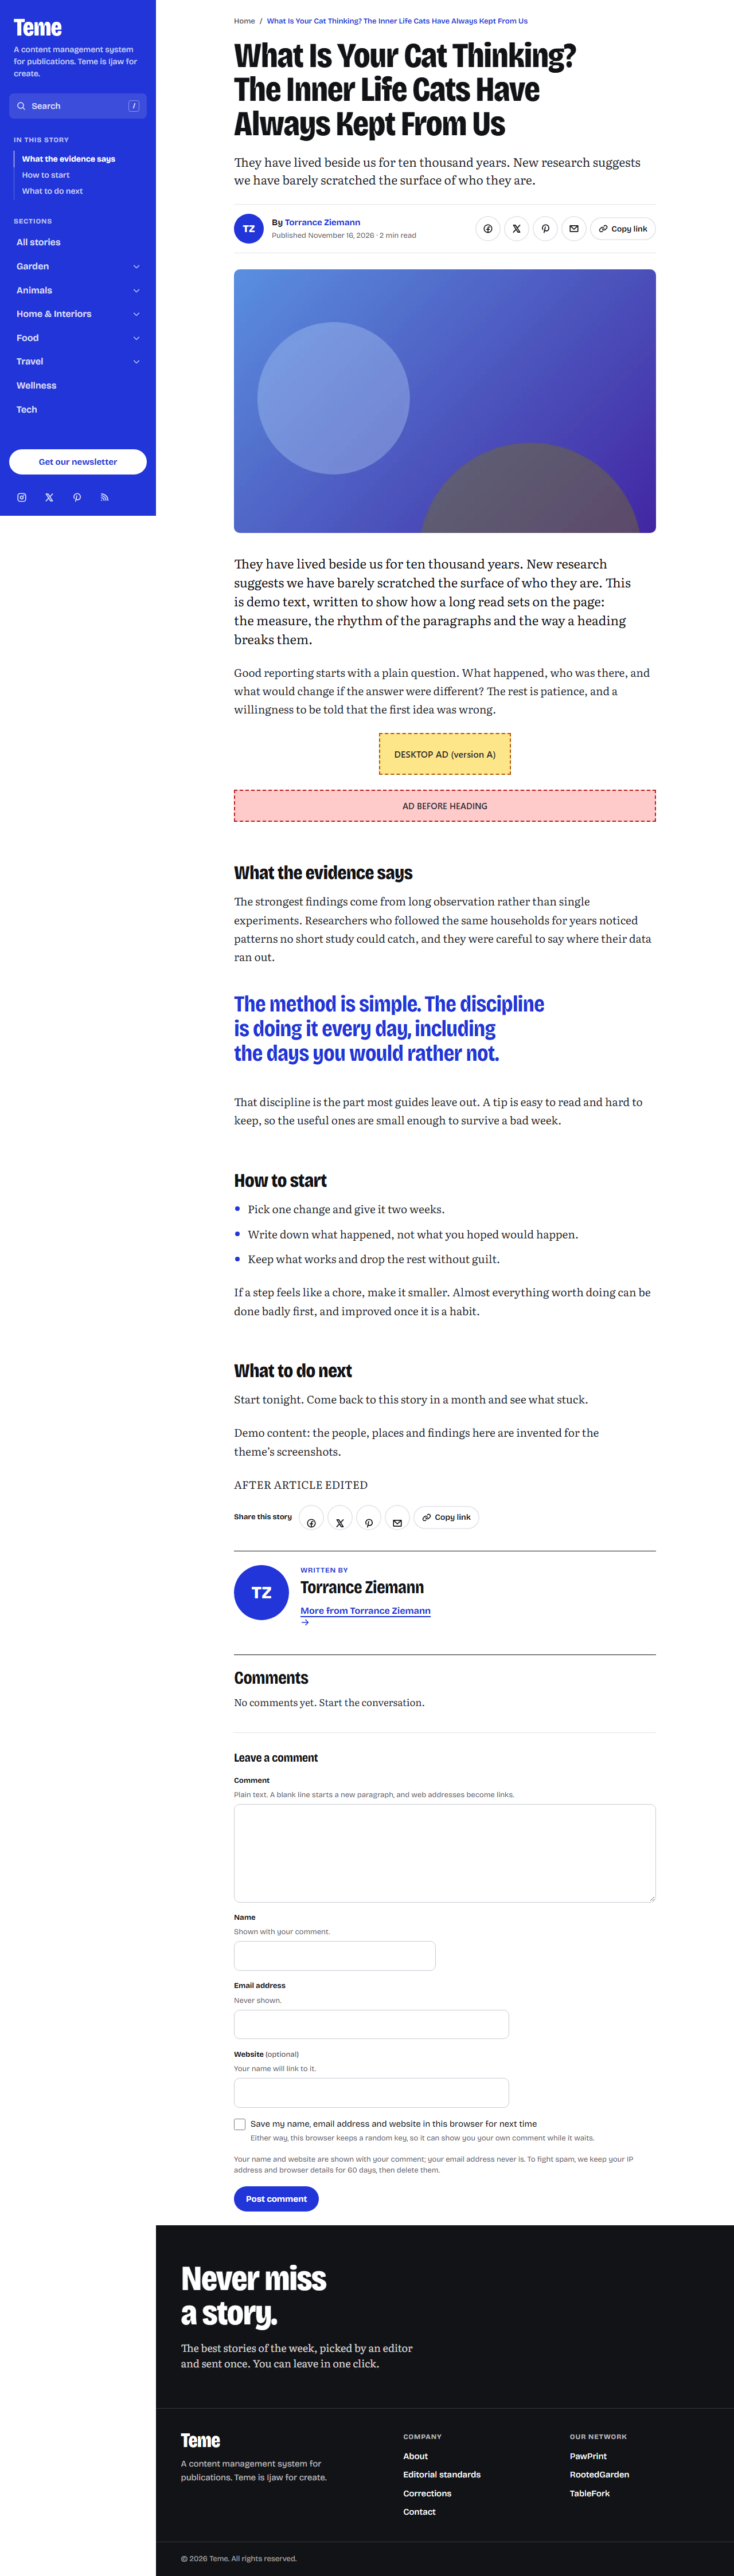 Teme
A content management system
for publications. Teme is Ijaw for
create.
Search /
IN THIS STORY
What the evidence says
How to start
What to do next
SECTIONS
All stories
Garden
Animals
Home & Interiors
Food
Travel
Wellness
Tech
Get our newsletter
Home / What Is Your Cat Thinking? The Inner Life Cats Have Always Kept From Us
What Is Your Cat Thinking?
The Inner Life Cats Have
Always Kept From Us
They have lived beside us for ten thousand years. New research suggests
we have barely scratched the surface of who they are.
TZ
By Torrance Ziemann
Published November 16, 2026 · 2 min read
Copy link
They have lived beside us for ten thousand years. New research
suggests we have barely scratched the surface of who they are. This
is demo text, written to show how a long read sets on the page:
the measure, the rhythm of the paragraphs and the way a heading
breaks them.
Good reporting starts with a plain question. What happened, who was there, and
what would change if the answer were different? The rest is patience, and a
willingness to be told that the first idea was wrong.
DESKTOP AD (version A)
AD BEFORE HEADING
What the evidence says
The strongest findings come from long observation rather than single
experiments. Researchers who followed the same households for years noticed
patterns no short study could catch, and they were careful to say where their data
ran out.
The method is simple. The discipline
is doing it every day, including
the days you would rather not.
That discipline is the part most guides leave out. A tip is easy to read and hard to
keep, so the useful ones are small enough to survive a bad week.
How to start
Pick one change and give it two weeks.
Write down what happened, not what you hoped would happen.
Keep what works and drop the rest without guilt.
If a step feels like a chore, make it smaller. Almost everything worth doing can be
done badly first, and improved once it is a habit.
What to do next
Start tonight. Come back to this story in a month and see what stuck.
Demo content: the people, places and findings here are invented for the
theme’s screenshots.
AFTER ARTICLE EDITED
Share this story
Copy link
TZ
WRITTEN BY
Torrance Ziemann
More from Torrance Ziemann
→
Comments
No comments yet. Start the conversation.
Leave a comment
Comment
Plain text. A blank line starts a new paragraph, and web addresses become links.
Name
Shown with your comment.
Email address
Never shown.
Website (optional)
Your name will link to it.
Save my name, email address and website in this browser for next time
Either way, this browser keeps a random key, so it can show you your own comment while it waits.
Your name and website are shown with your comment; your email address never is. To fight spam, we keep your IP
address and browser details for 60 days, then delete them.
Post comment
Never miss
a story.
The best stories of the week, picked by an editor
and sent once. You can leave in one click.
Teme
A content management system for
publications. Teme is Ijaw for create.
COMPANY
About
Editorial standards
Corrections
Contact
OUR NETWORK
PawPrint
RootedGarden
TableFork
© 2026 Teme. All rights reserved.